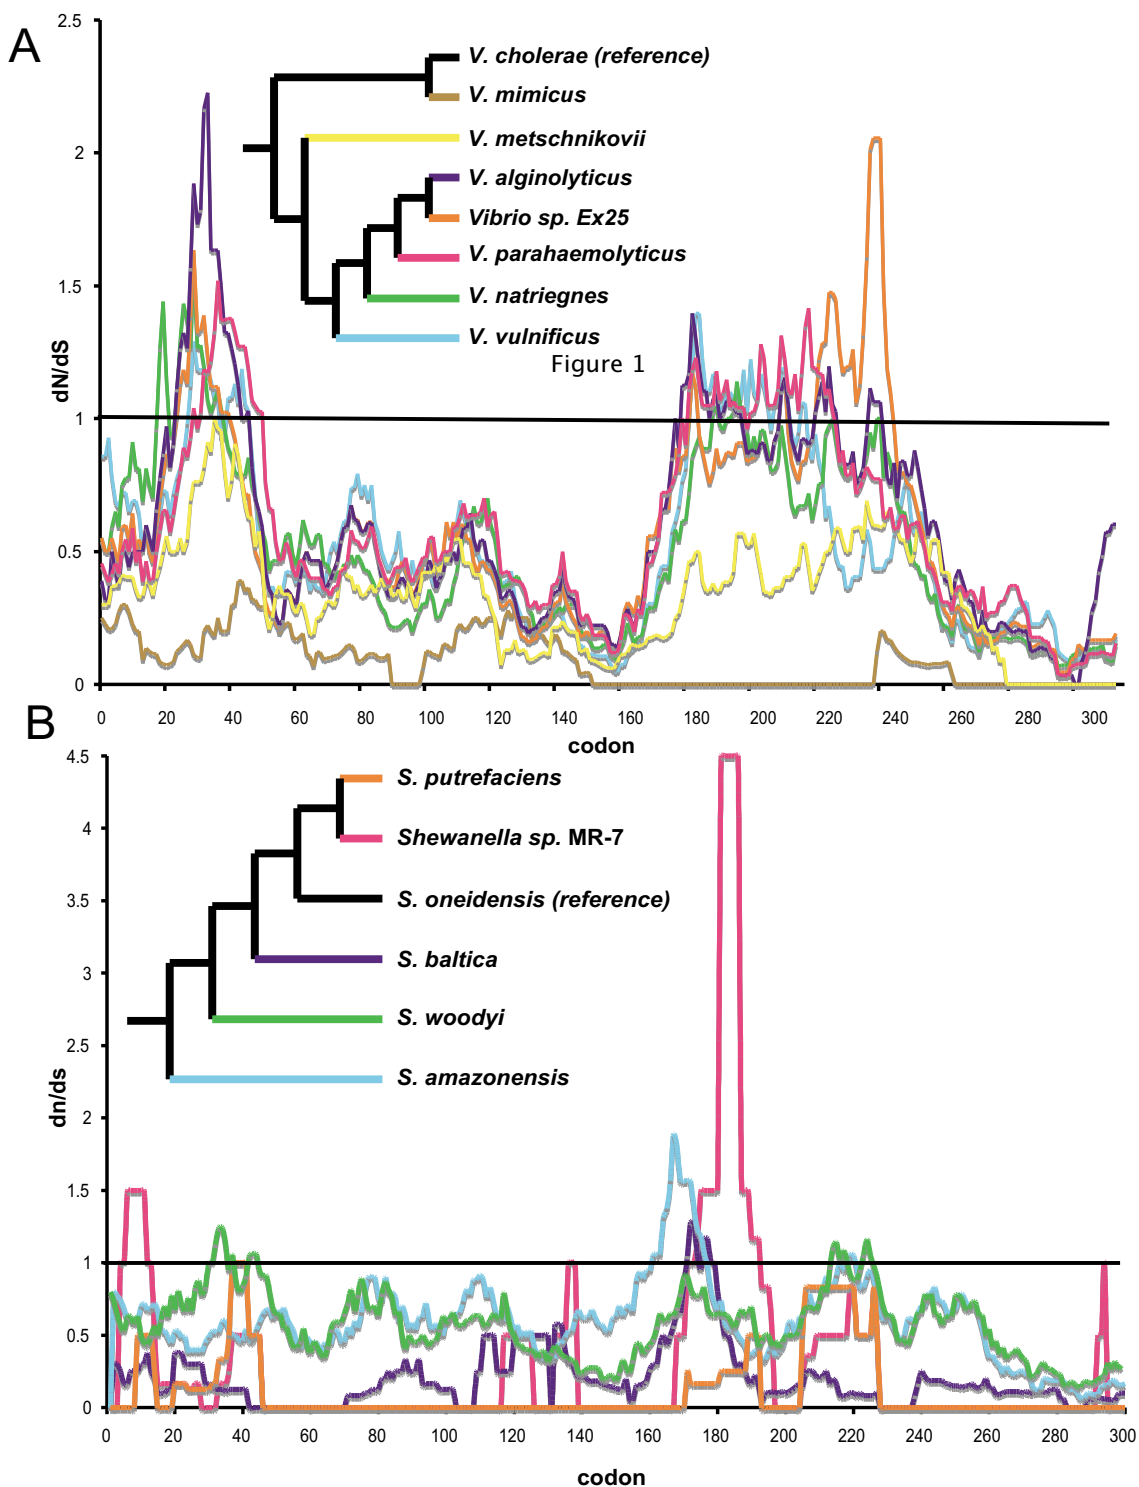 A
2.5
2
1.5
1
0.5
0
dN/dS
V. cholerae (reference)
V. mimicus
V. metschnikovii
V. alginolyticus
Vibrio sp. Ex25
V. parahaemolyticus
V. natriegnes
V. vulnificus
Figure 1
0 20 40 60 80 100 120 140 160 180 200 220 240 260 280 300
codon
B
4.5
4
3.5
3
2.5
2
1.5
1
0.5
0
dn/ds
S. putrefaciens
Shewanella sp. MR-7
S. oneidensis (reference)
S. baltica
S. woodyi
S. amazonensis
0 20 40 60 80 100 120 140 160 180 200 220 240 260 280 300
codon